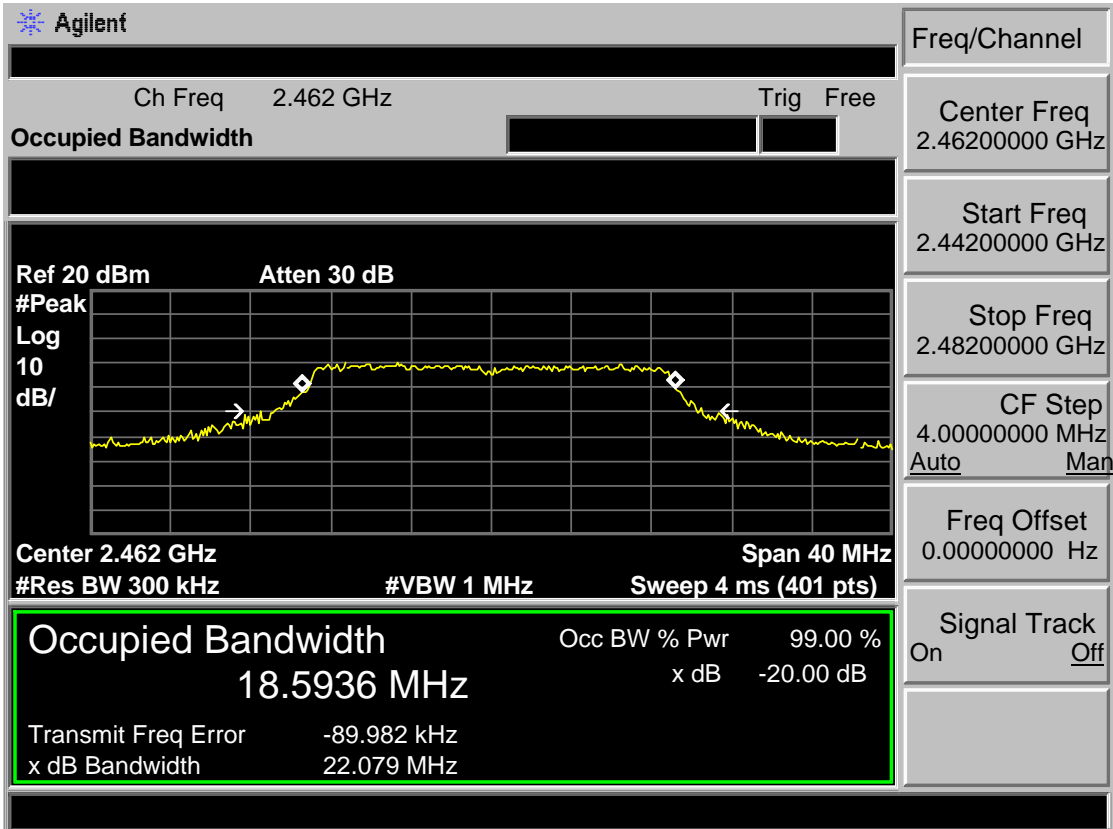 Agilent
Ch Freq 2.462 GHz Trig Free
Occupied Bandwidth
Ref 20 dBm Atten 30 dB
#Peak
Log
10
dB/
Center 2.462 GHz Span 40 MHz
#Res BW 300 kHz #VBW 1 MHz Sweep 4 ms (401 pts)
Occupied Bandwidth
18.5936 MHz
Occ BW % Pwr 99.00 %
x dB -20.00 dB
Transmit Freq Error -89.982 kHz
x dB Bandwidth 22.079 MHz
Freq/Channel
Center Freq
2.46200000 GHz
Start Freq
2.44200000 GHz
Stop Freq
2.48200000 GHz
CF Step
4.00000000 MHz
Auto Man
Freq Offset
0.00000000 Hz
Signal Track
On Off